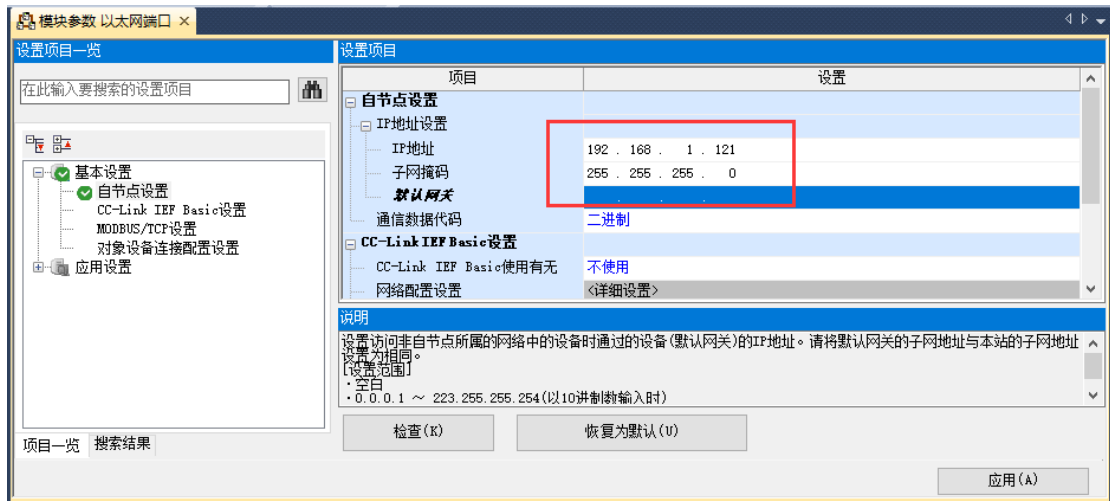 模块参数 以太网端口
设置项目一览
在此输入要搜索的设置项目
基本设置
自节点设置
CC-Link IEF Basic设置
MODBUS/TCP设置
对象设备连接配置设置
应用设置
项目一览 搜索结果
设置项目
项目 设置
自节点设置
IP地址设置
IP地址 192 . 168 . 1 . 121
子网掩码 255 . 255 . 255 . 0
默认网关 . . .
通信数据代码 二进制
CC-Link IEF Basic设置
CC-Link IEF Basic使用有无 不使用
网络配置设置 <详细设置>
说明
设置访问非自节点所属的网络中的设备时通过的设备(默认网关)的IP地址。请将默认网关的子网地址与本站的子网地址
设置为相同。
[设置范围]
·空白
·0.0.0.1 ～ 223.255.255.254(以10进制数输入时)
检查(K) 恢复为默认(U)
应用(A)